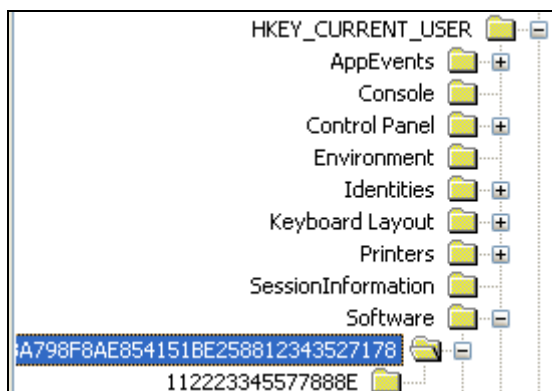 HKEY_CURRENT_USER
AppEvents
Console
Control Panel
Environment
Identities
Keyboard Layout
Printers
SessionInformation
Software
A798F8AE854151BE258812343527178
112223345577888E